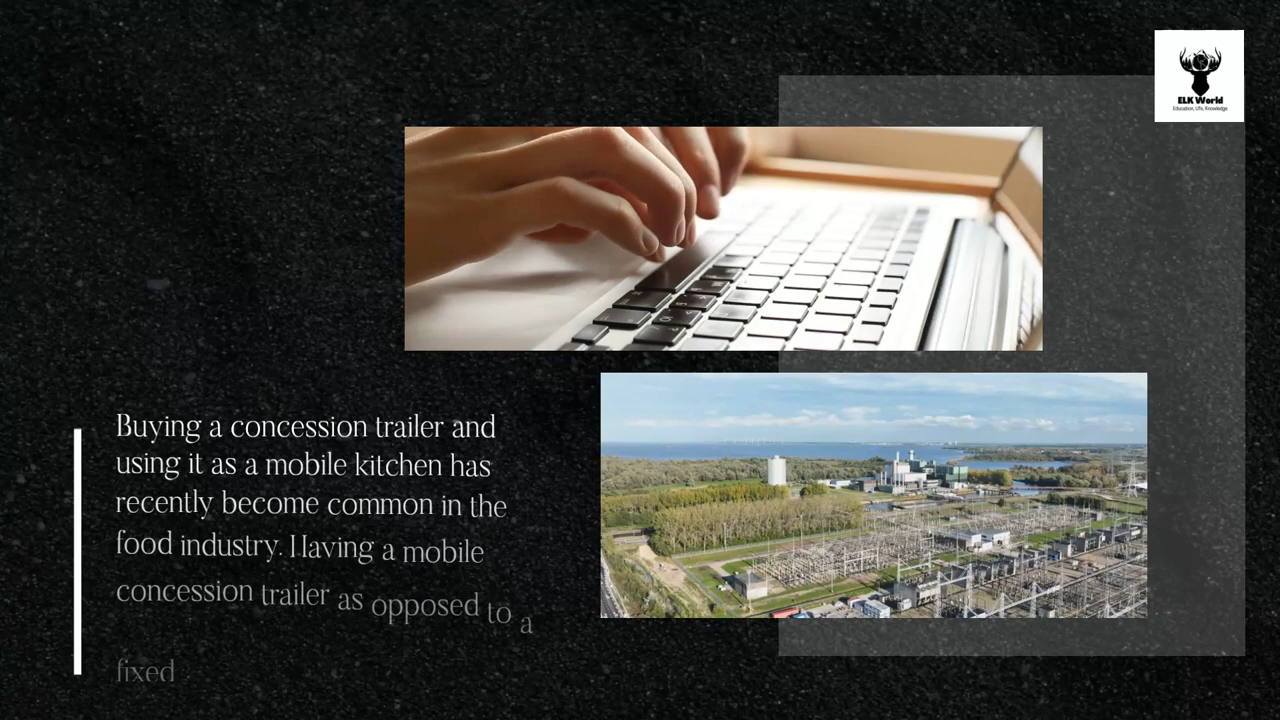 ELK World
Education, Life, Knowledge
Buying a concession trailer and
using it as a mobile kitchen has
recently become common in the
food industry. Having a mobile
concession trailer as opposed to a
fixed